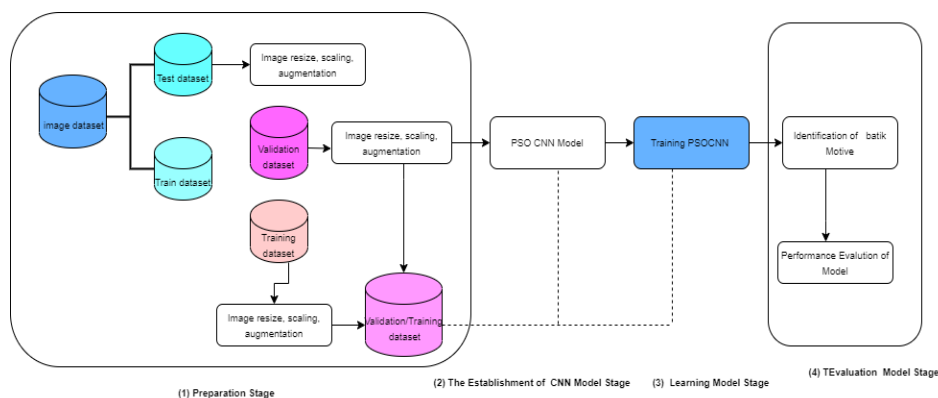 image dataset
Test dataset
Train dataset
Image resize, scaling,
augmentation
Validation
dataset
Image resize, scaling,
augmentation
Training
dataset
Image resize, scaling,
augmentation
Validation/Training
dataset
PSO CNN Model
Training PSOCNN
Identification of batik
Motive
Performance Evalution of
Model
(1) Preparation Stage
(2) The Establishment of CNN Model Stage
(3) Learning Model Stage
(4) TEvaluation Model Stage